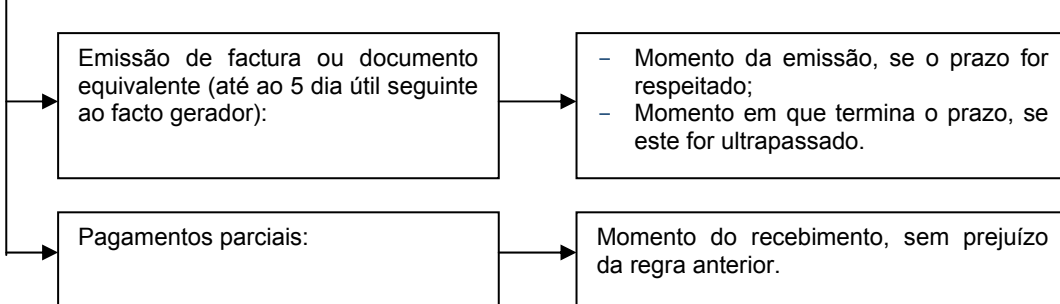 Emissão de factura ou documento
equivalente (até ao 5 dia útil seguinte
ao facto gerador):
- Momento da emissão, se o prazo for
respeitado;
- Momento em que termina o prazo, se
este for ultrapassado.
Pagamentos parciais:
Momento do recebimento, sem prejuízo
da regra anterior.